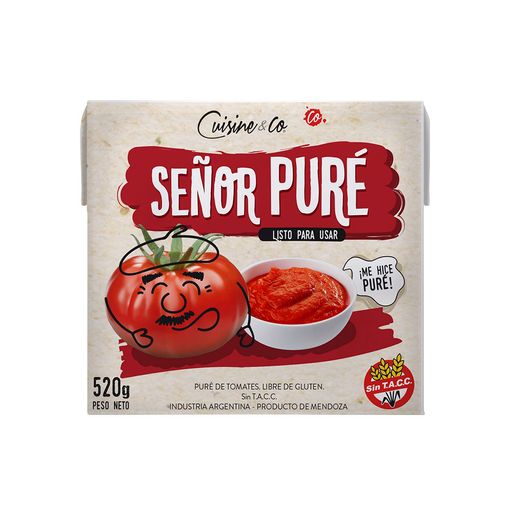 Cuisine & Co.
Co.
SEÑOR PURÉ
LISTO PARA USAR
¡ME HICE
PURÉ!
520g
PESO NETO
PURÉ DE TOMATES, LIBRE DE GLUTEN.
Sin T.A.C.C.
INDUSTRIA ARGENTINA - PRODUCTO DE MENDOZA
Sin T.A.C.C.